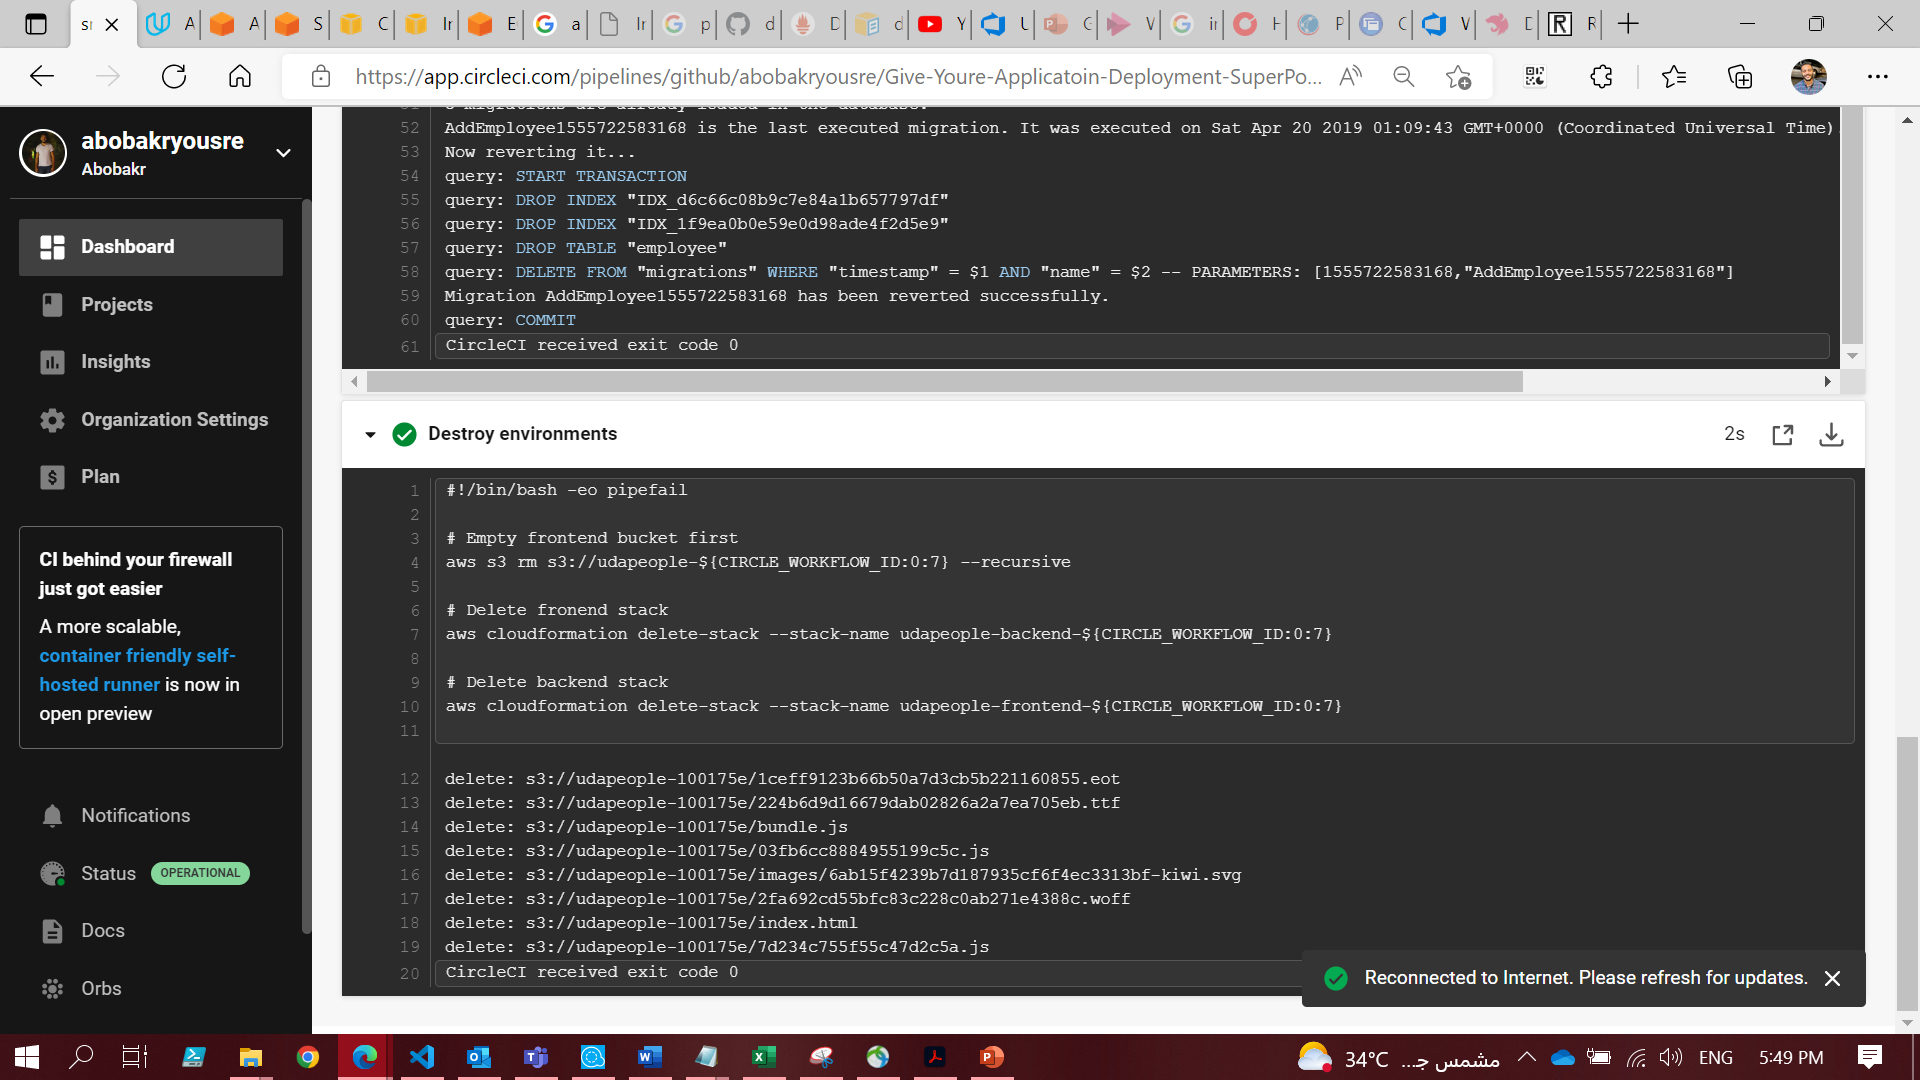 https://app.circleci.com/pipelines/github/abobakryousre/Give-Youre-Applicatoin-Deployment-SuperPo...
abobakryousre
Abobakr
Dashboard
Projects
Insights
Organization Settings
Plan
CI behind your firewall
just got easier
A more scalable,
container friendly self-
hosted runner is now in
open preview
Notifications
Status OPERATIONAL
Docs
Orbs
52 AddEmployee1555722583168 is the last executed migration. It was executed on Sat Apr 20 2019 01:09:43 GMT+0000 (Coordinated Universal Time)
53 Now reverting it...
54 query: START TRANSACTION
55 query: DROP INDEX "IDX_d6c66c08b9c7e84a1b657797df"
56 query: DROP INDEX "IDX_1f9ea0b0e59e0d98ade4f2d5e9"
57 query: DROP TABLE "employee"
58 query: DELETE FROM "migrations" WHERE "timestamp" = $1 AND "name" = $2 -- PARAMETERS: [1555722583168,"AddEmployee1555722583168"]
59 Migration AddEmployee1555722583168 has been reverted successfully.
60 query: COMMIT
61 CircleCI received exit code 0
Destroy environments 2s
1 #!/bin/bash -eo pipefail
2
3 # Empty frontend bucket first
4 aws s3 rm s3://udapeople-${CIRCLE_WORKFLOW_ID:0:7} --recursive
5
6 # Delete fronend stack
7 aws cloudformation delete-stack --stack-name udapeople-backend-${CIRCLE_WORKFLOW_ID:0:7}
8
9 # Delete backend stack
10 aws cloudformation delete-stack --stack-name udapeople-frontend-${CIRCLE_WORKFLOW_ID:0:7}
11
12 delete: s3://udapeople-100175e/1ceff9123b66b50a7d3cb5b221160855.eot
13 delete: s3://udapeople-100175e/224b6d9d16679dab02826a2a7ea705eb.ttf
14 delete: s3://udapeople-100175e/bundle.js
15 delete: s3://udapeople-100175e/03fb6cc8884955199c5c.js
16 delete: s3://udapeople-100175e/images/6ab15f4239b7d187935cf6f4ec3313bf-kiwi.svg
17 delete: s3://udapeople-100175e/2fa692cd55bfc83c228c0ab271e4388c.woff
18 delete: s3://udapeople-100175e/index.html
19 delete: s3://udapeople-100175e/7d234c755f55c47d2c5a.js
20 CircleCI received exit code 0
Reconnected to Internet. Please refresh for updates.
34°C مشمس جـ... ENG 5:49 PM